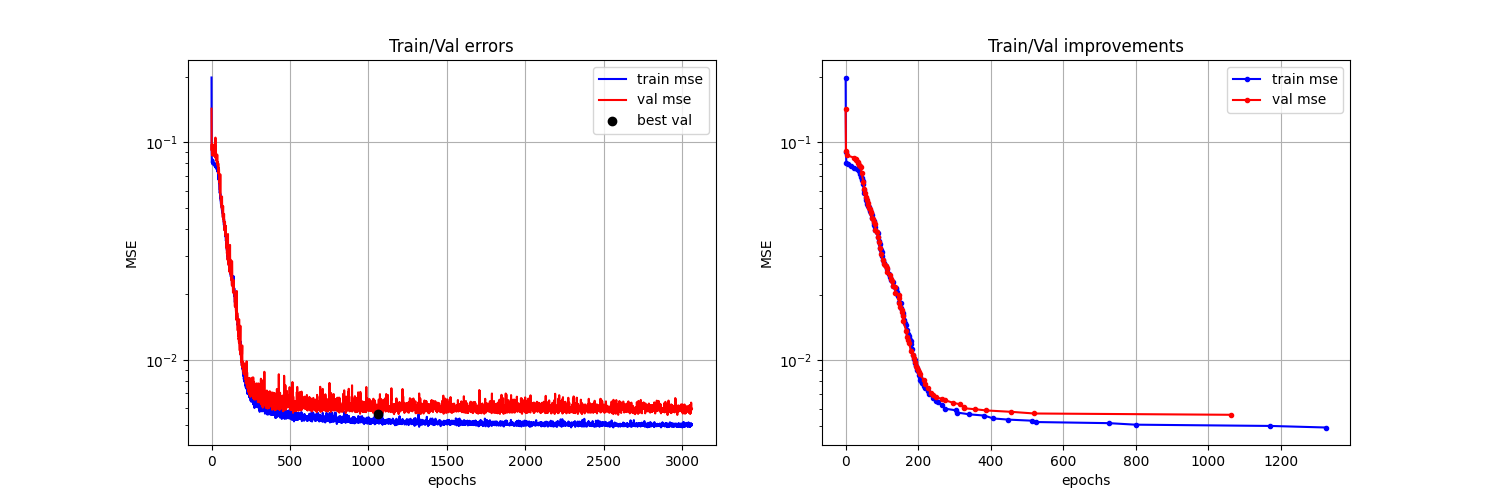 Train/Val errors
train mse
val mse
best val
10⁻¹
10⁻²
MSE
0 500 1000 1500 2000 2500 3000
epochs
Train/Val improvements
train mse
val mse
10⁻¹
10⁻²
MSE
0 200 400 600 800 1000 1200
epochs